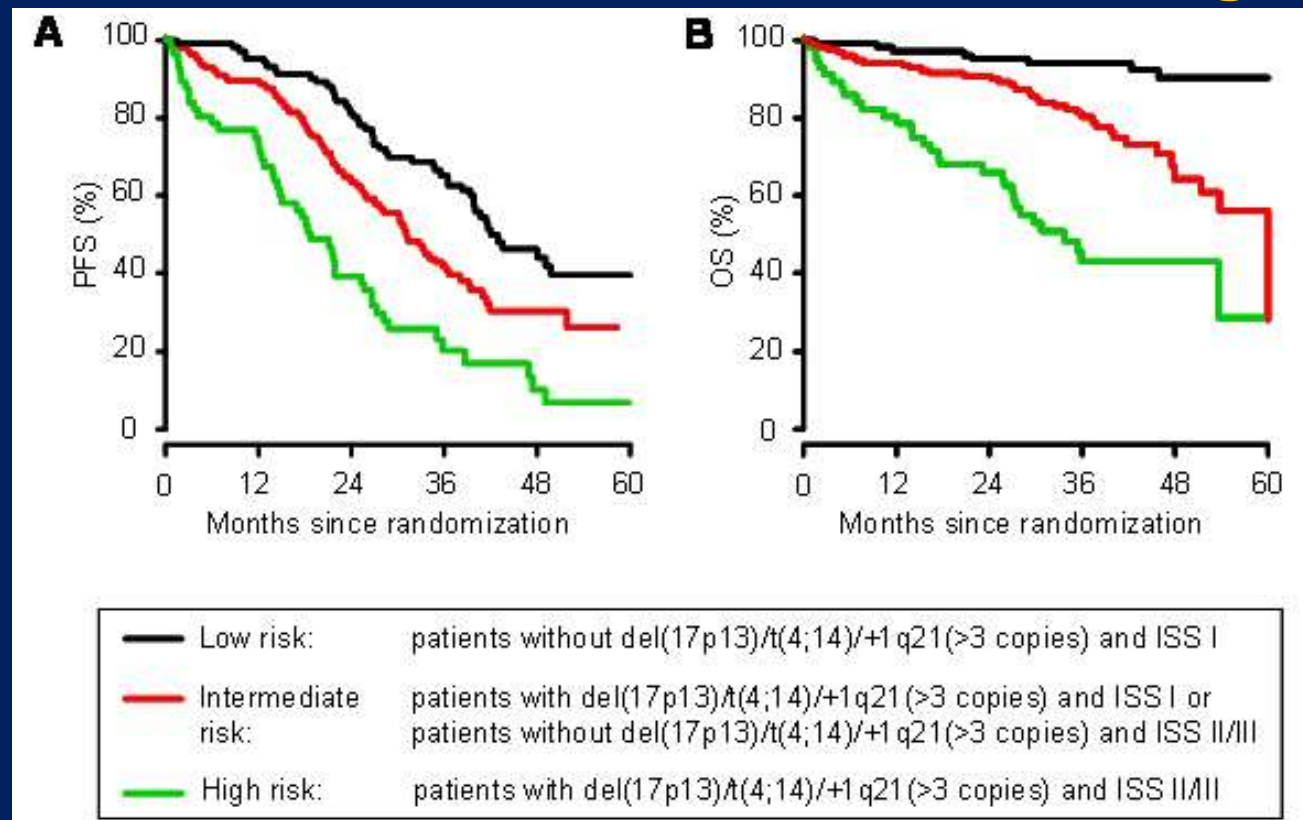 A
B
100
80
60
40
20
0
PFS (%)
0 12 24 36 48 60
Months since randomization
100
80
60
40
20
0
OS (%)
0 12 24 36 48 60
Months since randomization
Low risk: patients without del(17p13)/t(4;14)/+1q21(>3 copies) and ISS I
Intermediate patients with del(17p13)/t(4;14)/+1q21(>3 copies) and ISS I or
risk: patients without del(17p13)/t(4;14)/+1q21(>3 copies) and ISS II/III
High risk: patients with del(17p13)/t(4;14)/+1q21(>3 copies) and ISS II/III